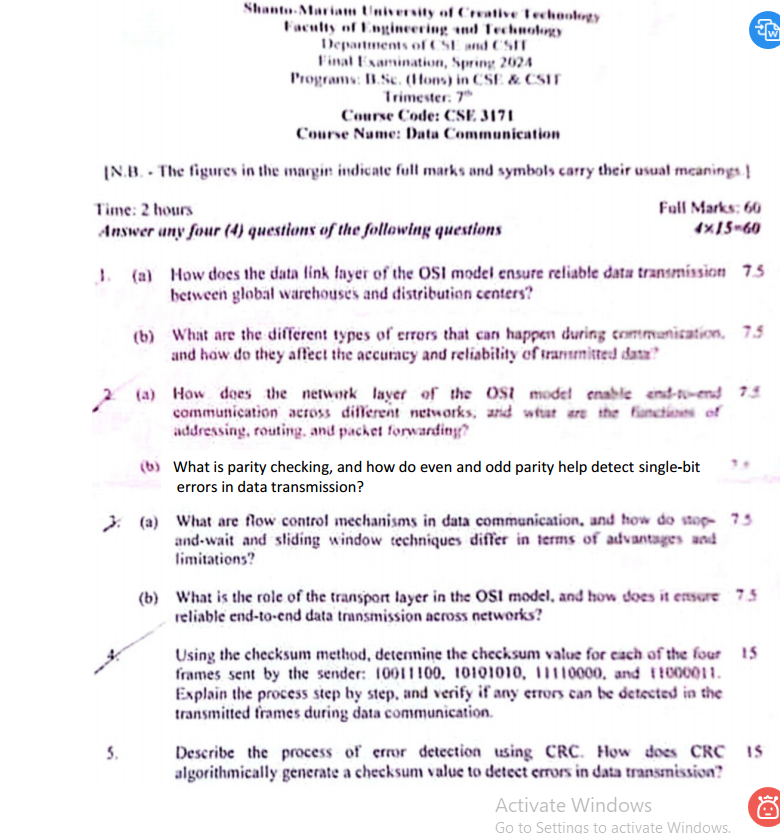 Shanto-Mariam University of Creative Technology
Faculty of Engineering and Technology
Departments of CSE and CSIT
Final Examination, Spring 2024
Programs: B.Sc. (Hons) in CSE & CSIT
Trimester: 7th
Course Code: CSE 3171
Course Name: Data Communication
[N.B. - The figures in the margin indicate full marks and symbols carry their usual meanings.]
Time: 2 hours Full Marks: 60
Answer any four (4) questions of the following questions 4×15=60
1. (a) How does the data link layer of the OSI model ensure reliable data transmission 7.5
between global warehouses and distribution centers?
(b) What are the different types of errors that can happen during communication, 7.5
and how do they affect the accuracy and reliability of transmitted data?
2. (a) How does the network layer of the OSI model enable end-to-end 7.5
communication across different networks, and what are the functions of
addressing, routing, and packet forwarding?
(b) What is parity checking, and how do even and odd parity help detect single-bit
errors in data transmission?
3. (a) What are flow control mechanisms in data communication, and how do stop- 7.5
and-wait and sliding window techniques differ in terms of advantages and
limitations?
(b) What is the role of the transport layer in the OSI model, and how does it ensure 7.5
reliable end-to-end data transmission across networks?
4. Using the checksum method, determine the checksum value for each of the four 15
frames sent by the sender: 10011100, 10101010, 11110000, and 11000011.
Explain the process step by step, and verify if any errors can be detected in the
transmitted frames during data communication.
5. Describe the process of error detection using CRC. How does CRC 15
algorithmically generate a checksum value to detect errors in data transmission?
Activate Windows
Go to Settings to activate Windows.